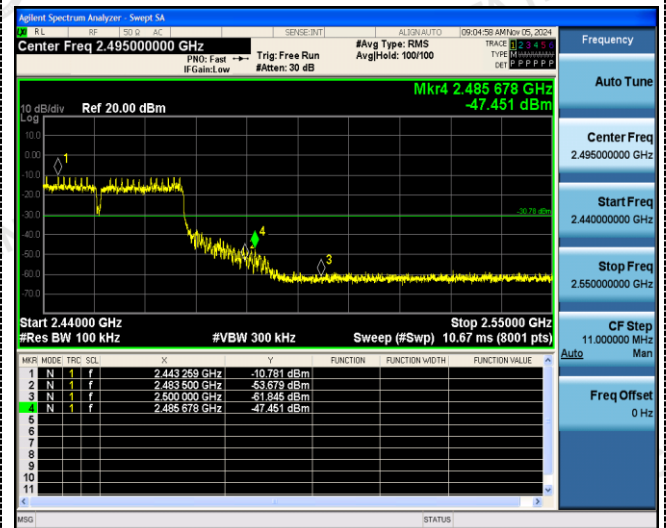 Agilent Spectrum Analyzer - Swept SA
RL RF 50 Ω AC SENSE:INT ALIGNAUTO 09:04:58 AM Nov 05, 2024
Center Freq 2.495000000 GHz
PNO: Fast
IFGain:Low
Trig: Free Run
#Atten: 30 dB
#Avg Type: RMS
Avg|Hold: 100/100
TRACE 1 2 3 4 5 6
TYPE M
DET P P P P P P
Mkr4 2.485 678 GHz
-47.451 dBm
10 dB/div Ref 20.00 dBm
Log
10.0
0.00
-10.0
-20.0
-30.0
-40.0
-50.0
-60.0
-70.0
1
4
2
3
-30.78 dBm
Start 2.44000 GHz Stop 2.55000 GHz
#Res BW 100 kHz #VBW 300 kHz Sweep (#Swp) 10.67 ms (8001 pts)
MKR MODE TRC SCL X Y FUNCTION FUNCTION WIDTH FUNCTION VALUE
1 N 1 f 2.443 259 GHz -10.781 dBm
2 N 1 f 2.483 500 GHz -53.679 dBm
3 N 1 f 2.500 000 GHz -61.845 dBm
4 N 1 f 2.485 678 GHz -47.451 dBm
5
6
7
8
9
10
11
MSG STATUS
Frequency
Auto Tune
Center Freq
2.495000000 GHz
Start Freq
2.440000000 GHz
Stop Freq
2.550000000 GHz
CF Step
11.000000 MHz
Auto Man
Freq Offset
0 Hz